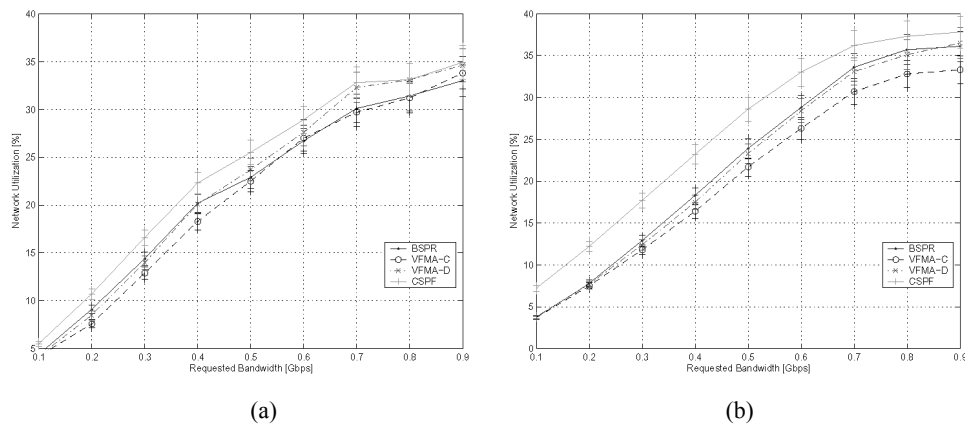 (a)
40
35
30
25
20
15
10
5
Network Utilization [%]
BSPR
VFMA-C
VFMA-D
CSPF
0.1 0.2 0.3 0.4 0.5 0.6 0.7 0.8 0.9
Requested Bandwidth [Gbps]
(b)
40
35
30
25
20
15
10
5
0
Network Utilization [%]
BSPR
VFMA-C
VFMA-D
CSPF
0.1 0.2 0.3 0.4 0.5 0.6 0.7 0.8 0.9
Requested Bandwidth [Gbps]
(a)
(b)